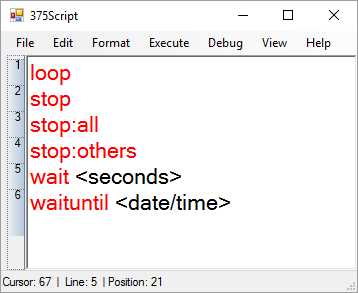 375Script
File Edit Format Execute Debug View Help
1 loop
2 stop
3 stop:all
4 stop:others
5 wait <seconds>
6 waituntil <date/time>
Cursor: 67 | Line: 5 | Position: 21